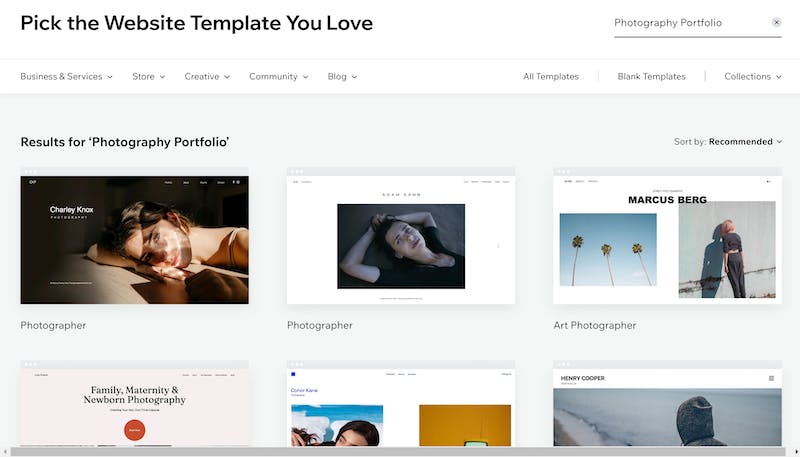 Pick the Website Template You Love
Photography Portfolio
Business & Services Store Creative Community Blog All Templates Blank Templates Collections
Results for ‘Photography Portfolio’
Sort by: Recommended
Charley Knox
PHOTOGRAPHY
ADAM KANN
MARCUS BERG
Photographer
Photographer
Art Photographer
Family, Maternity &
Newborn Photography
Conor Kane
HENRY COOPER